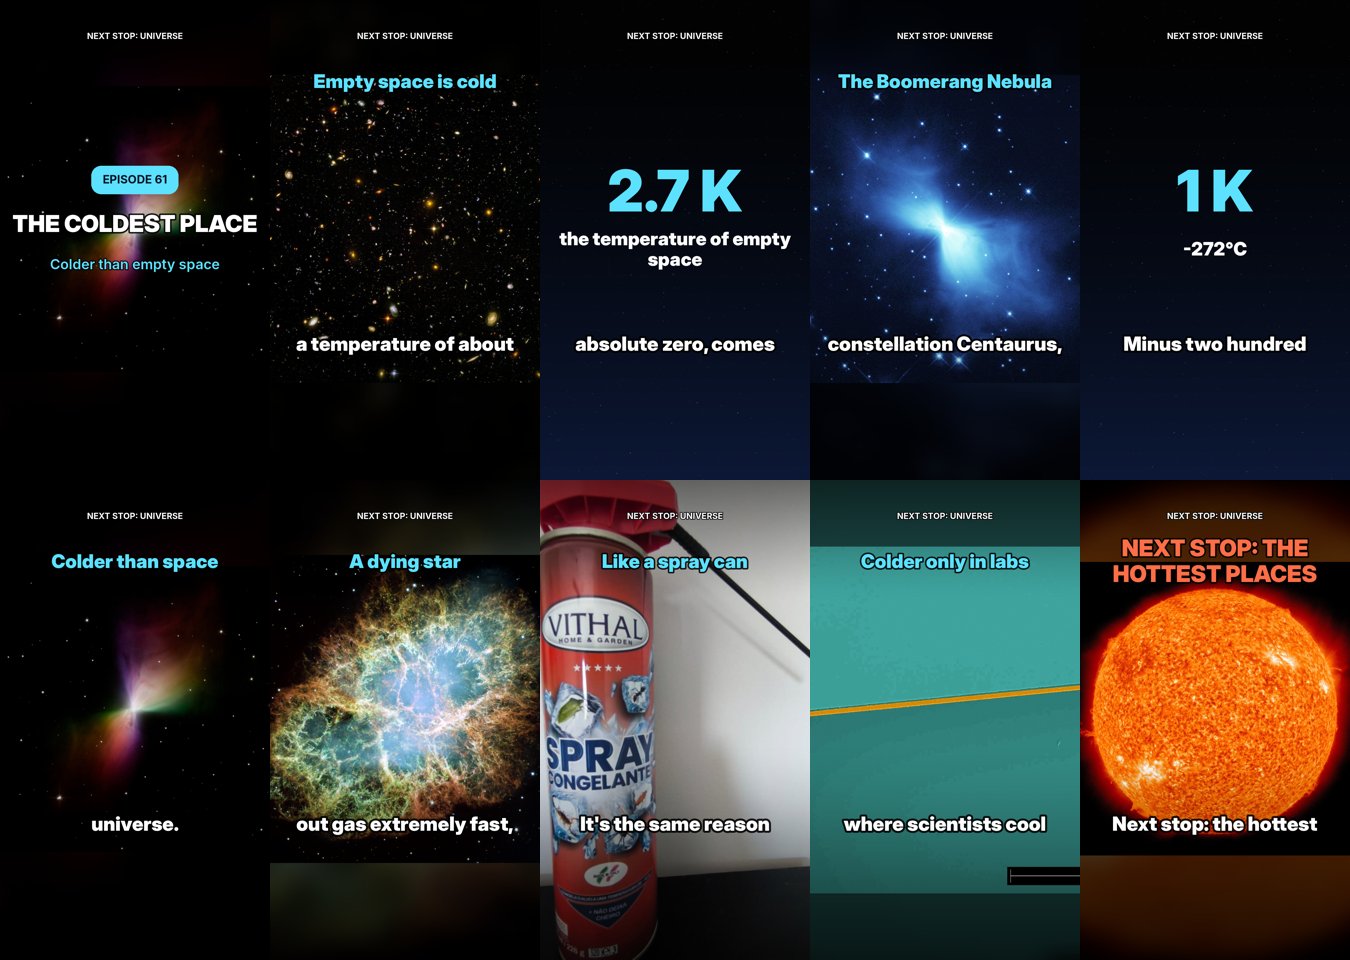 NEXT STOP: UNIVERSE
EPISODE 61
THE COLDEST PLACE
Colder than empty space
NEXT STOP: UNIVERSE
Empty space is cold
a temperature of about
NEXT STOP: UNIVERSE
2.7 K
the temperature of empty
space
absolute zero, comes
NEXT STOP: UNIVERSE
The Boomerang Nebula
constellation Centaurus,
NEXT STOP: UNIVERSE
1 K
-272°C
Minus two hundred
NEXT STOP: UNIVERSE
Colder than space
universe.
NEXT STOP: UNIVERSE
A dying star
out gas extremely fast,
NEXT STOP: UNIVERSE
Like a spray can
VITHAL
HOME & GARDEN
SPRAY
CONGELANTE
It's the same reason
NEXT STOP: UNIVERSE
Colder only in labs
where scientists cool
NEXT STOP: UNIVERSE
NEXT STOP: THE
HOTTEST PLACES
Next stop: the hottest